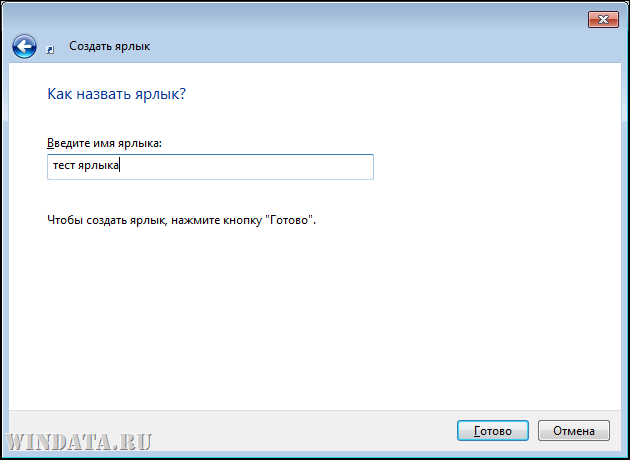 Создать ярлык
Как назвать ярлык?
Введите имя ярлыка:
тест ярлыка
Чтобы создать ярлык, нажмите кнопку "Готово".
Готово
Отмена
WINDATA.RU